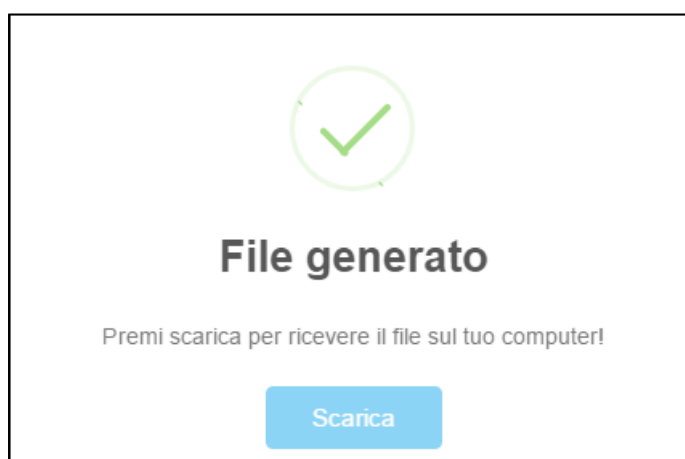 File generato
Premi scarica per ricevere il file sul tuo computer!
Scarica